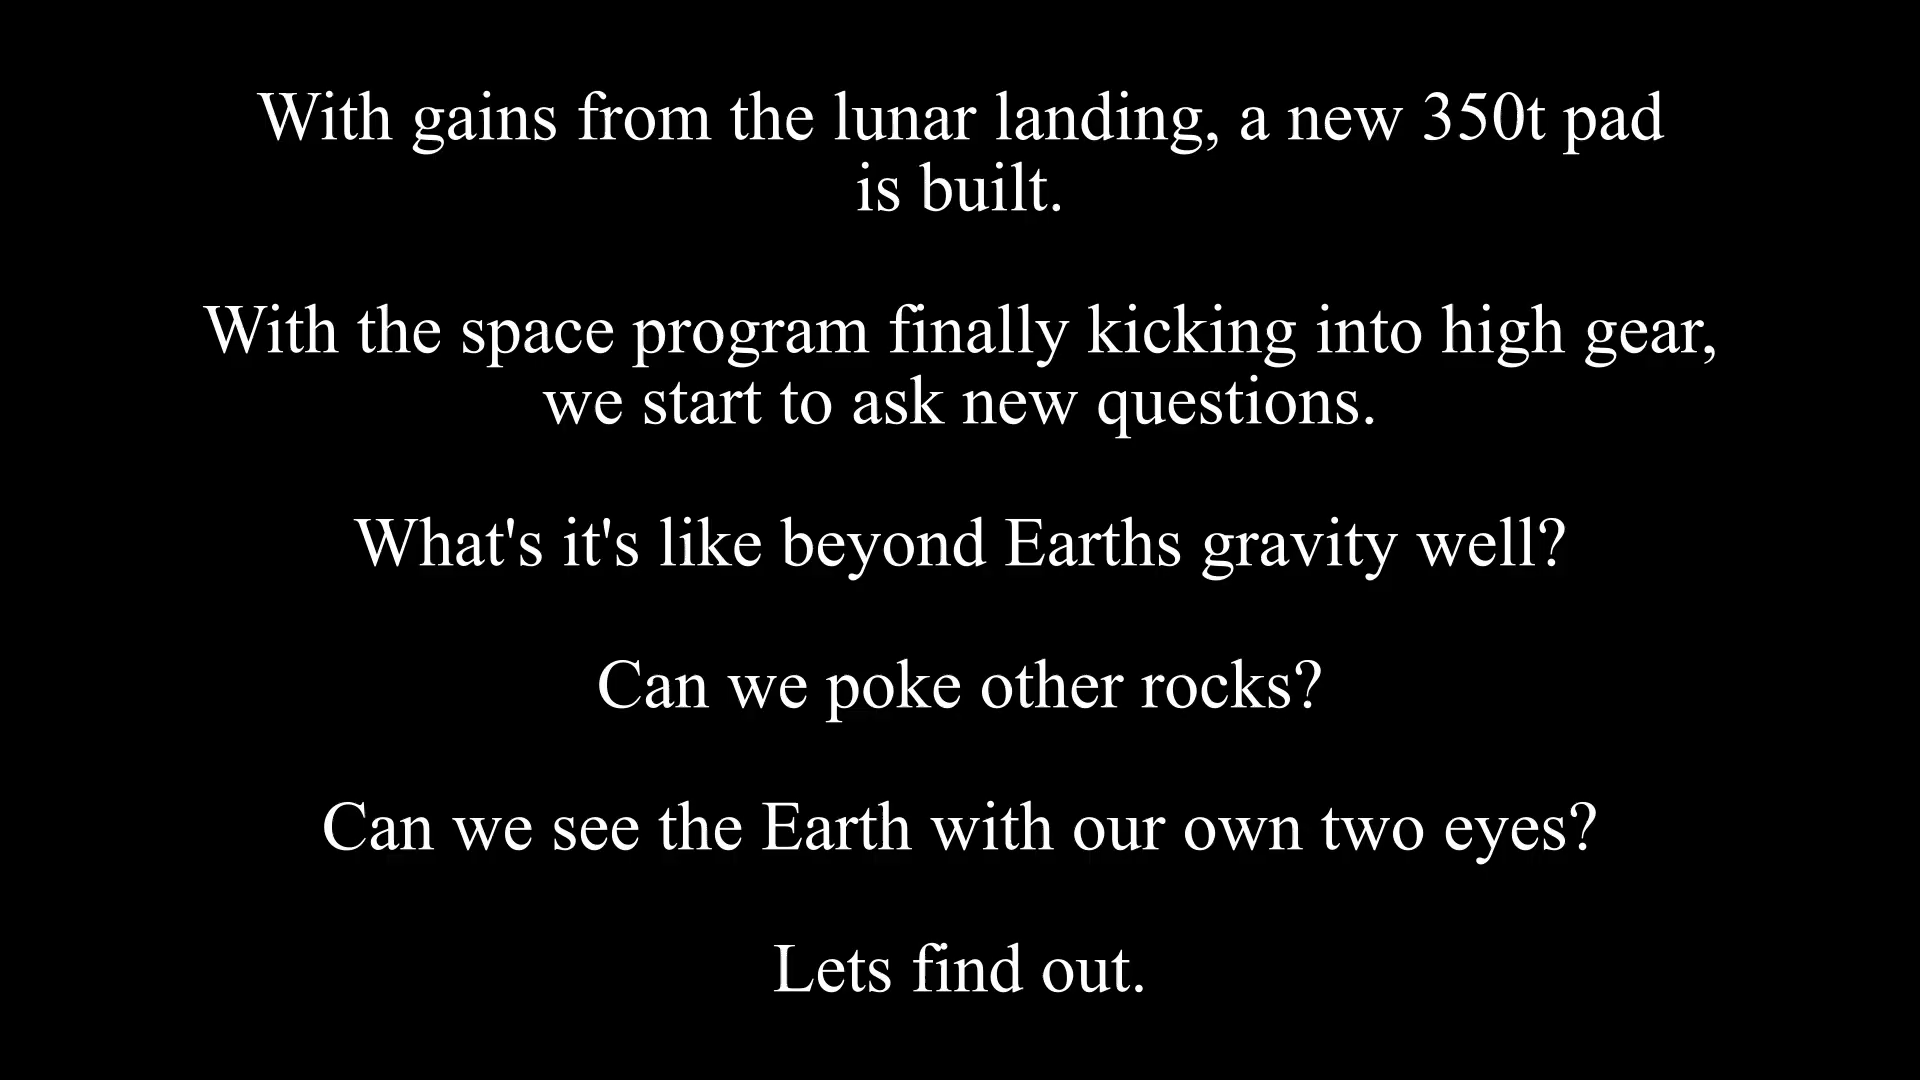 With gains from the lunar landing, a new 350t pad
is built.
With the space program finally kicking into high gear,
we start to ask new questions.
What's it's like beyond Earths gravity well?
Can we poke other rocks?
Can we see the Earth with our own two eyes?
Lets find out.